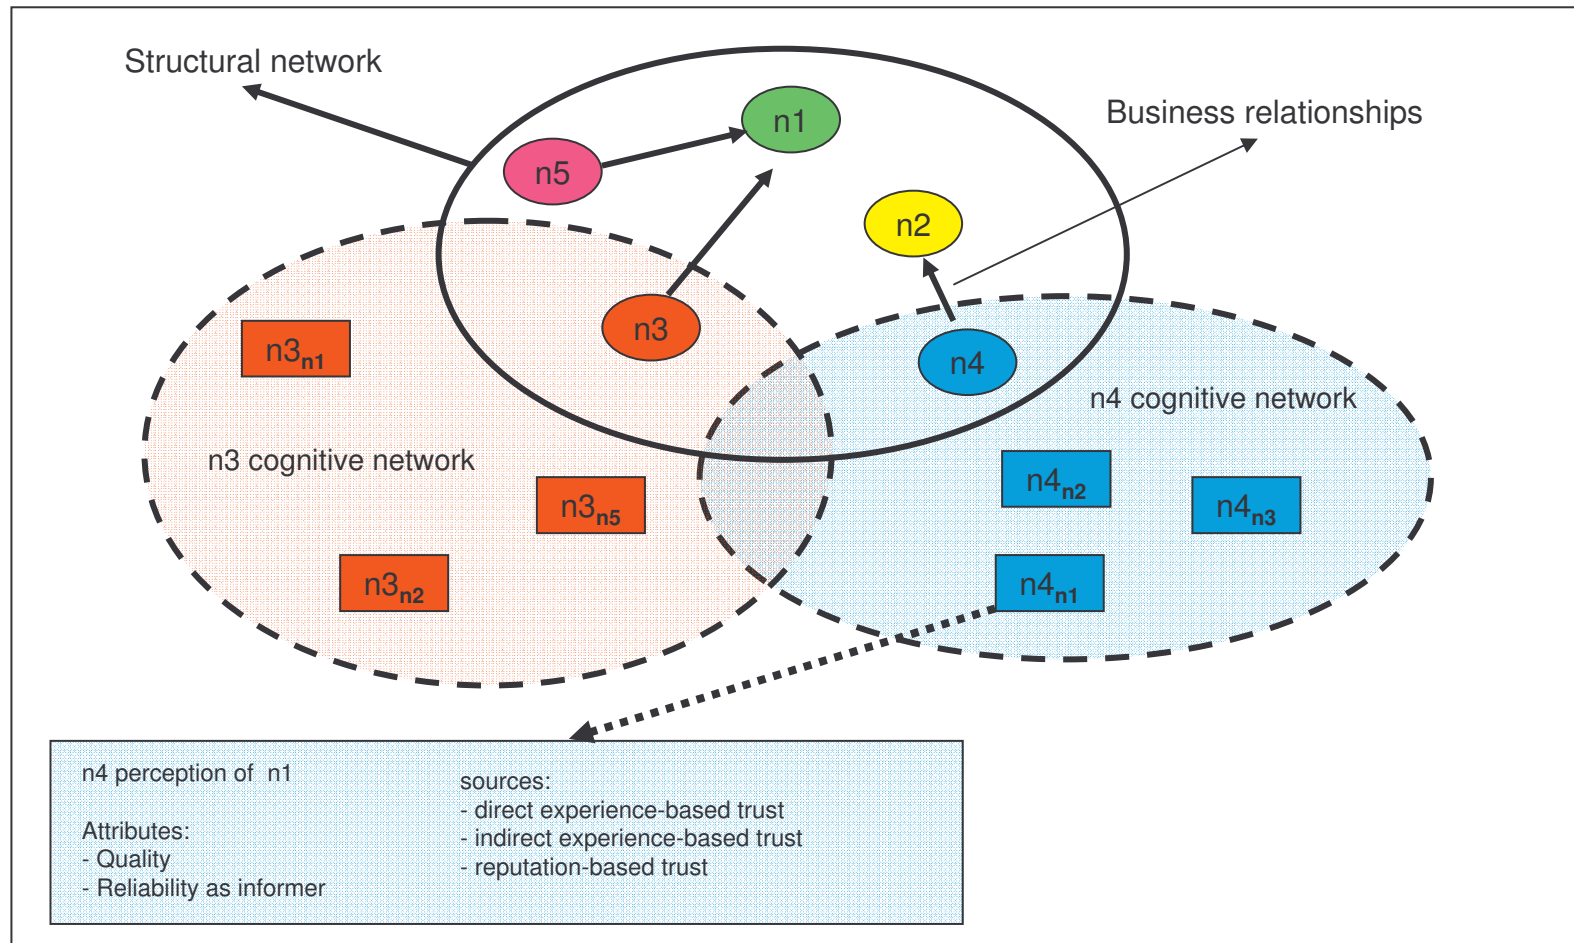 Structural network
n1
Business relationships
n5
n2
n3
n3n1
n4
n4 cognitive network
n3 cognitive network
n4n2
n3n5
n4n3
n3n2
n4n1
n4 perception of  n1
Attributes:
- Quality
- Reliability as informer
sources:
- direct experience-based trust
- indirect experience-based trust
- reputation-based trust